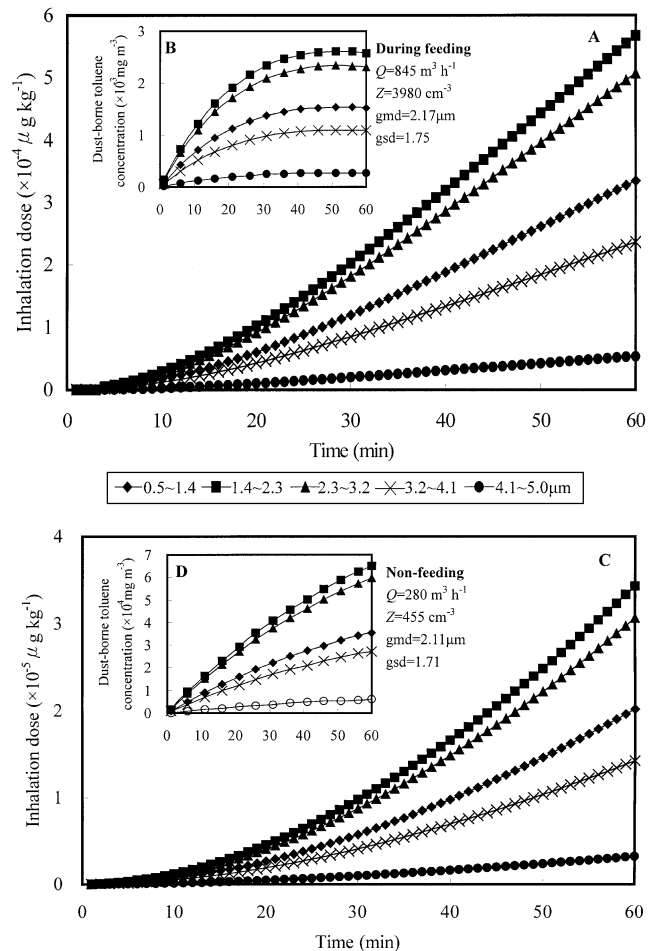 A
B
During feeding
Q=845 m³ h⁻¹
Z=3980 cm⁻³
gmd=2.17μm
gsd=1.75
Dust-borne toluene
concentration (×10³mg m⁻³)
3
2
1
0
0 10 20 30 40 50 60
Inhalation dose (×10⁻⁴ μ g kg⁻¹)
6
5
4
3
2
1
0
0 10 20 30 40 50 60
Time (min)
0.5~1.4 1.4~2.3 2.3~3.2 3.2~4.1 4.1~5.0μm
C
D
Non-feeding
Q=280 m³ h⁻¹
Z=455 cm⁻³
gmd=2.11μm
gsd=1.71
Dust-borne toluene
7
6
5
4
3
2
1
0
0 10 20 30 40 50 60
Inhalation dose (×10⁻⁵ μ g kg⁻¹)
4
3
2
1
0
0 10 20 30 40 50 60
Time (min)